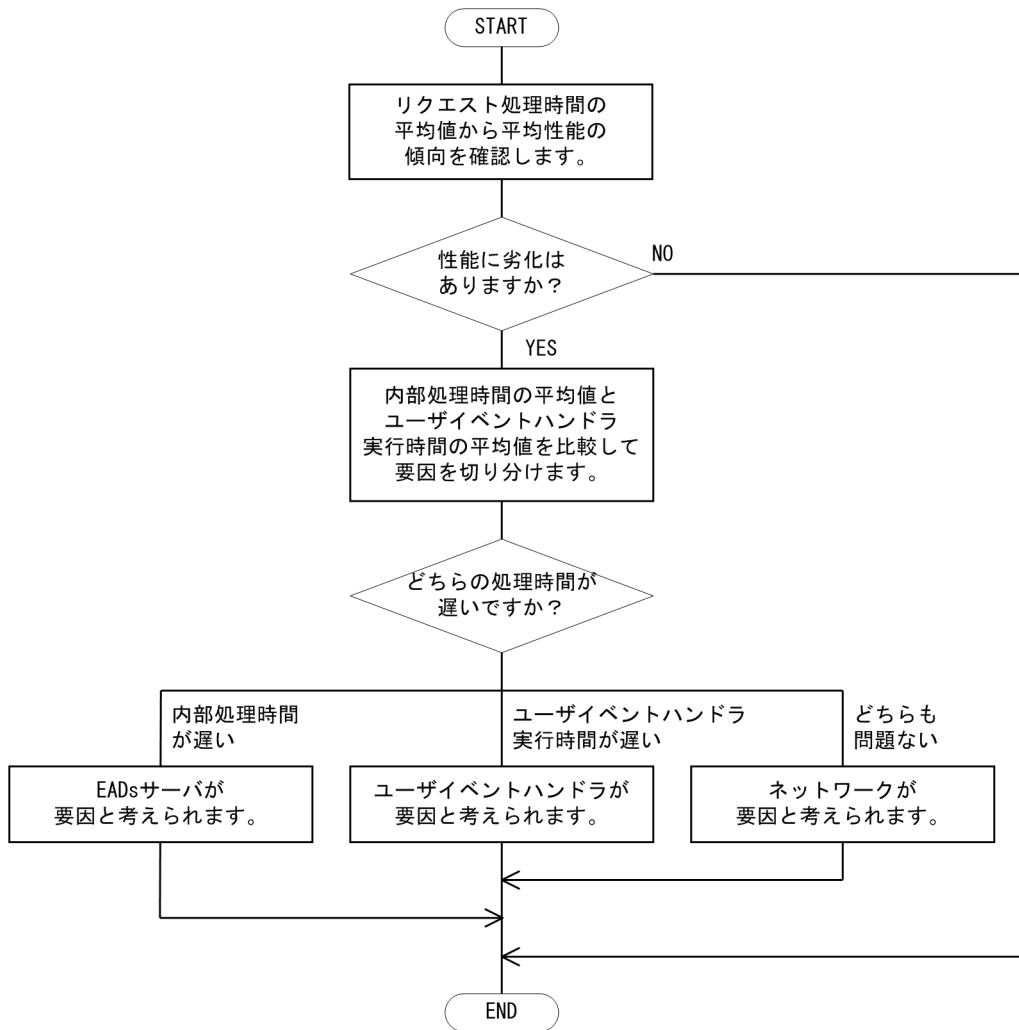 START
リクエスト処理時間の
平均値から平均性能の
傾向を確認します。
性能に劣化は
ありますか？
NO
YES
内部処理時間の平均値と
ユーザイベントハンドラ
実行時間の平均値を比較して
要因を切り分けます。
どちらの処理時間が
遅いですか？
内部処理時間
が遅い
ユーザイベントハンドラ
実行時間が遅い
どちらも
問題ない
EADsサーバが
要因と考えられます。
ユーザイベントハンドラが
要因と考えられます。
ネットワークが
要因と考えられます。
END